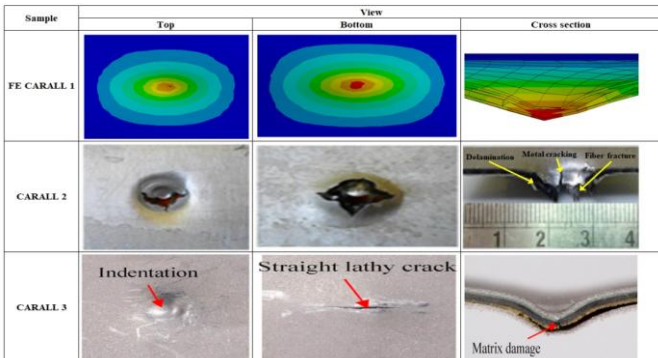 Sample
View
Top
Bottom
Cross section
FE CARALL 1
CARALL 2
Delamination
Metal cracking
Fiber fracture
1 2 3 4
CARALL 3
Indentation
Straight lathy crack
Matrix damage